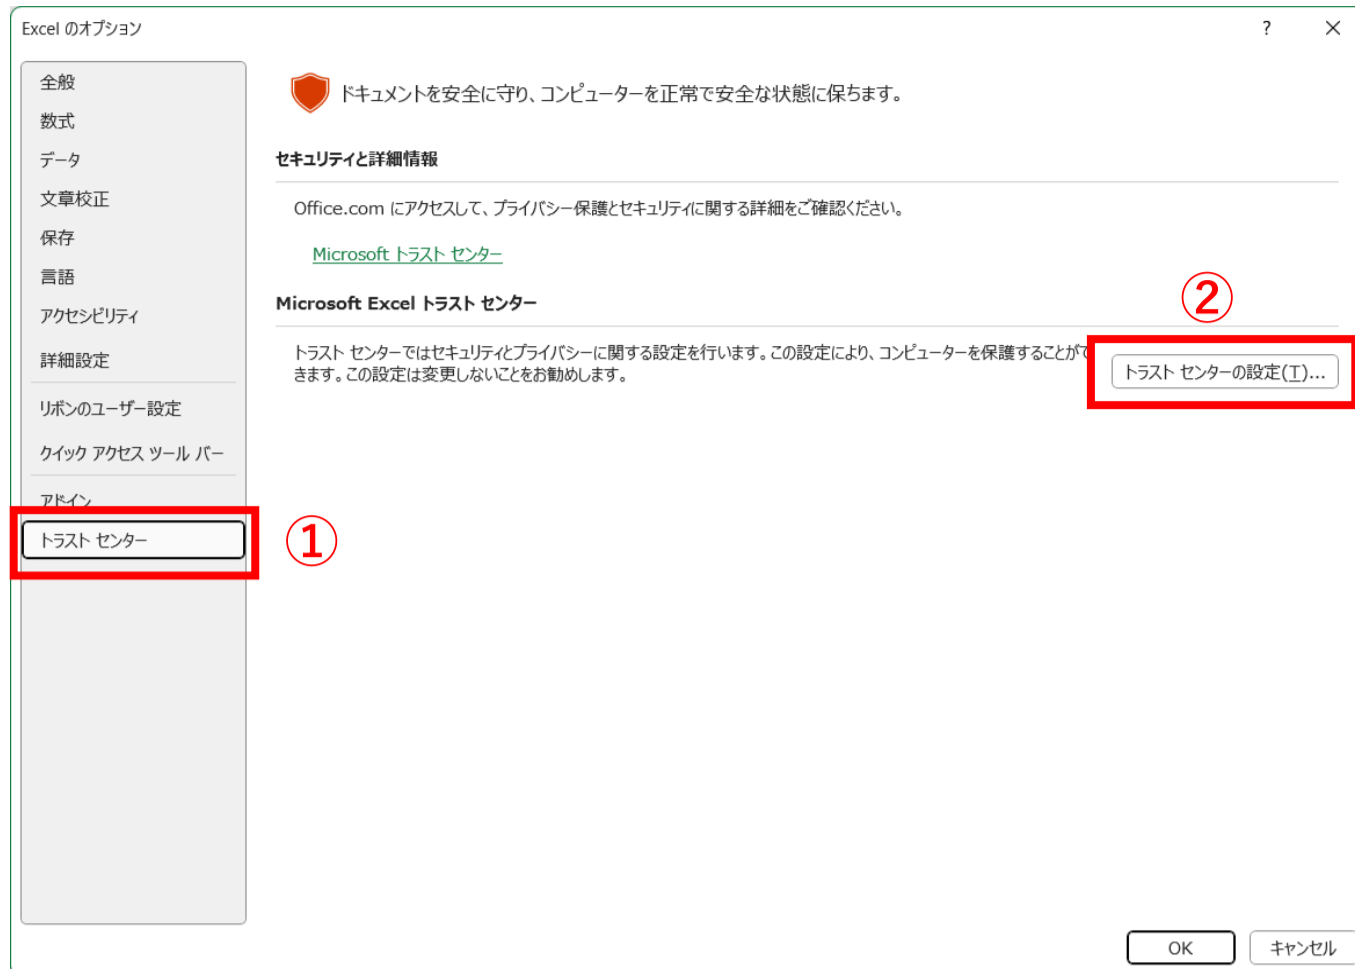 Excel のオプション
?
×
全般
数式
データ
文章校正
保存
言語
アクセシビリティ
詳細設定
リボンのユーザー設定
クイック アクセス ツール バー
アドイン
トラスト センター
①
ドキュメントを安全に守り、コンピューターを正常で安全な状態に保ちます。
セキュリティと詳細情報
Office.com にアクセスして、プライバシー保護とセキュリティに関する詳細をご確認ください。
Microsoft トラスト センター
Microsoft Excel トラスト センター
②
トラスト センターではセキュリティとプライバシーに関する設定を行います。この設定により、コンピューターを保護することがで
きます。この設定は変更しないことをお勧めします。
トラスト センターの設定(T)...
OK
キャンセル